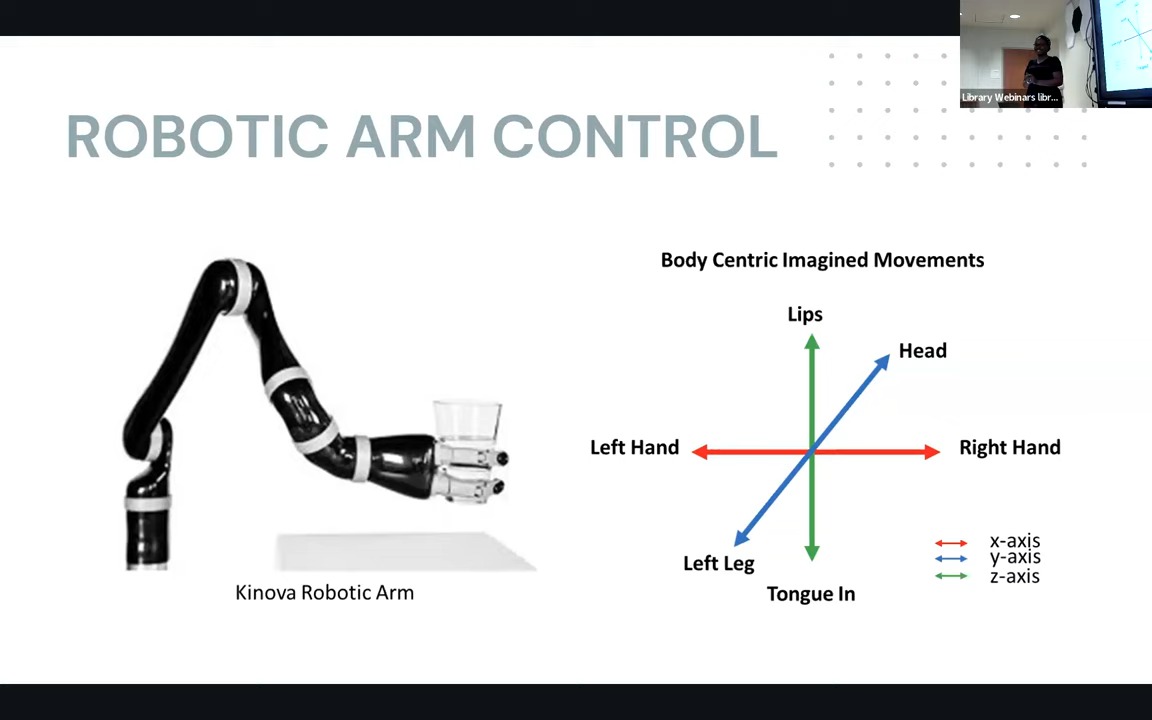 Library Webinars libr...
ROBOTIC ARM CONTROL
Body Centric Imagined Movements
Lips
Head
Left Hand
Right Hand
Left Leg
Tongue In
x-axis
y-axis
z-axis
Kinova Robotic Arm